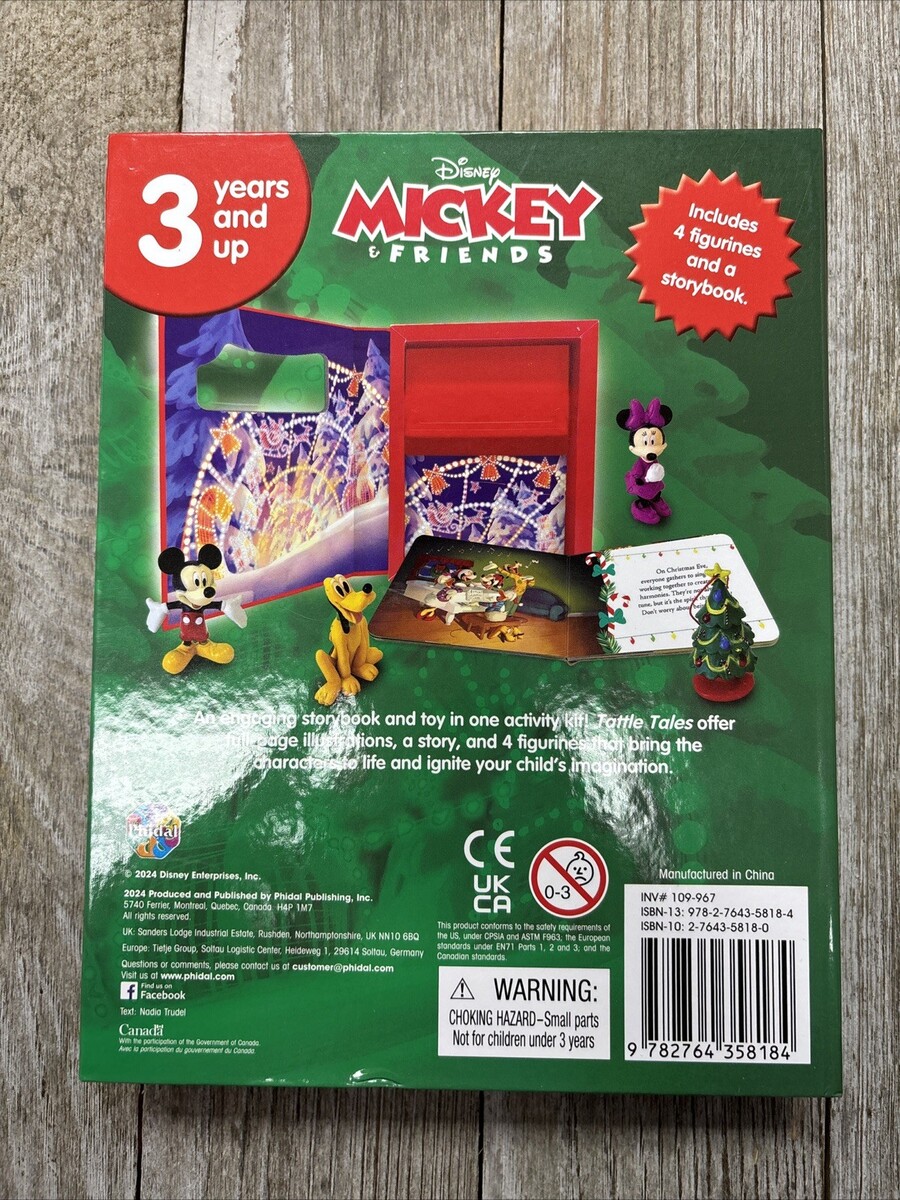 3 years
and
up
Disney
MICKEY
& FRIENDS
Includes
4 figurines
and a
storybook.
On Christmas Eve,
everyone gathers to
working together to
harmonies. They're
tune, but it's the
Don't worry about
An engaging storybook and toy in one activity kit! Tattle Tales offer
full-page illustrations, a story, and 4 figurines that bring the
characters to life and ignite your child's imagination.
Phidal
© 2024 Disney Enterprises, Inc.
2024 Produced and Published by Phidal Publishing, Inc.
5740 Ferrier, Montreal, Quebec, Canada H4P 1M7
All rights reserved.
UK: Sanders Lodge Industrial Estate, Rushden, Northamptonshire, UK NN10 6BQ
Europe: Tietje Group, Soltau Logistic Center, Heideweg 1, 29614 Soltau, Germany
Questions or comments, please contact us at customer@phidal.com
Visit us at www.phidal.com
f Find us on
Facebook
Text: Nadia Trudel
Canada
With the participation of the Government of Canada.
Avec la participation du gouvernement du Canada.
CE
UK
CA
0-3
This product conforms to the safety requirements of
the US, under CPSIA and ASTM F963, the European
standards under EN71 Parts 1, 2 and 3, and the
Canadian standards.
WARNING:
CHOKING HAZARD–Small parts
Not for children under 3 years
Manufactured in China
INV# 109-967
ISBN-13: 978-2-7643-5818-4
ISBN-10: 2-7643-5818-0
9 782764 358184